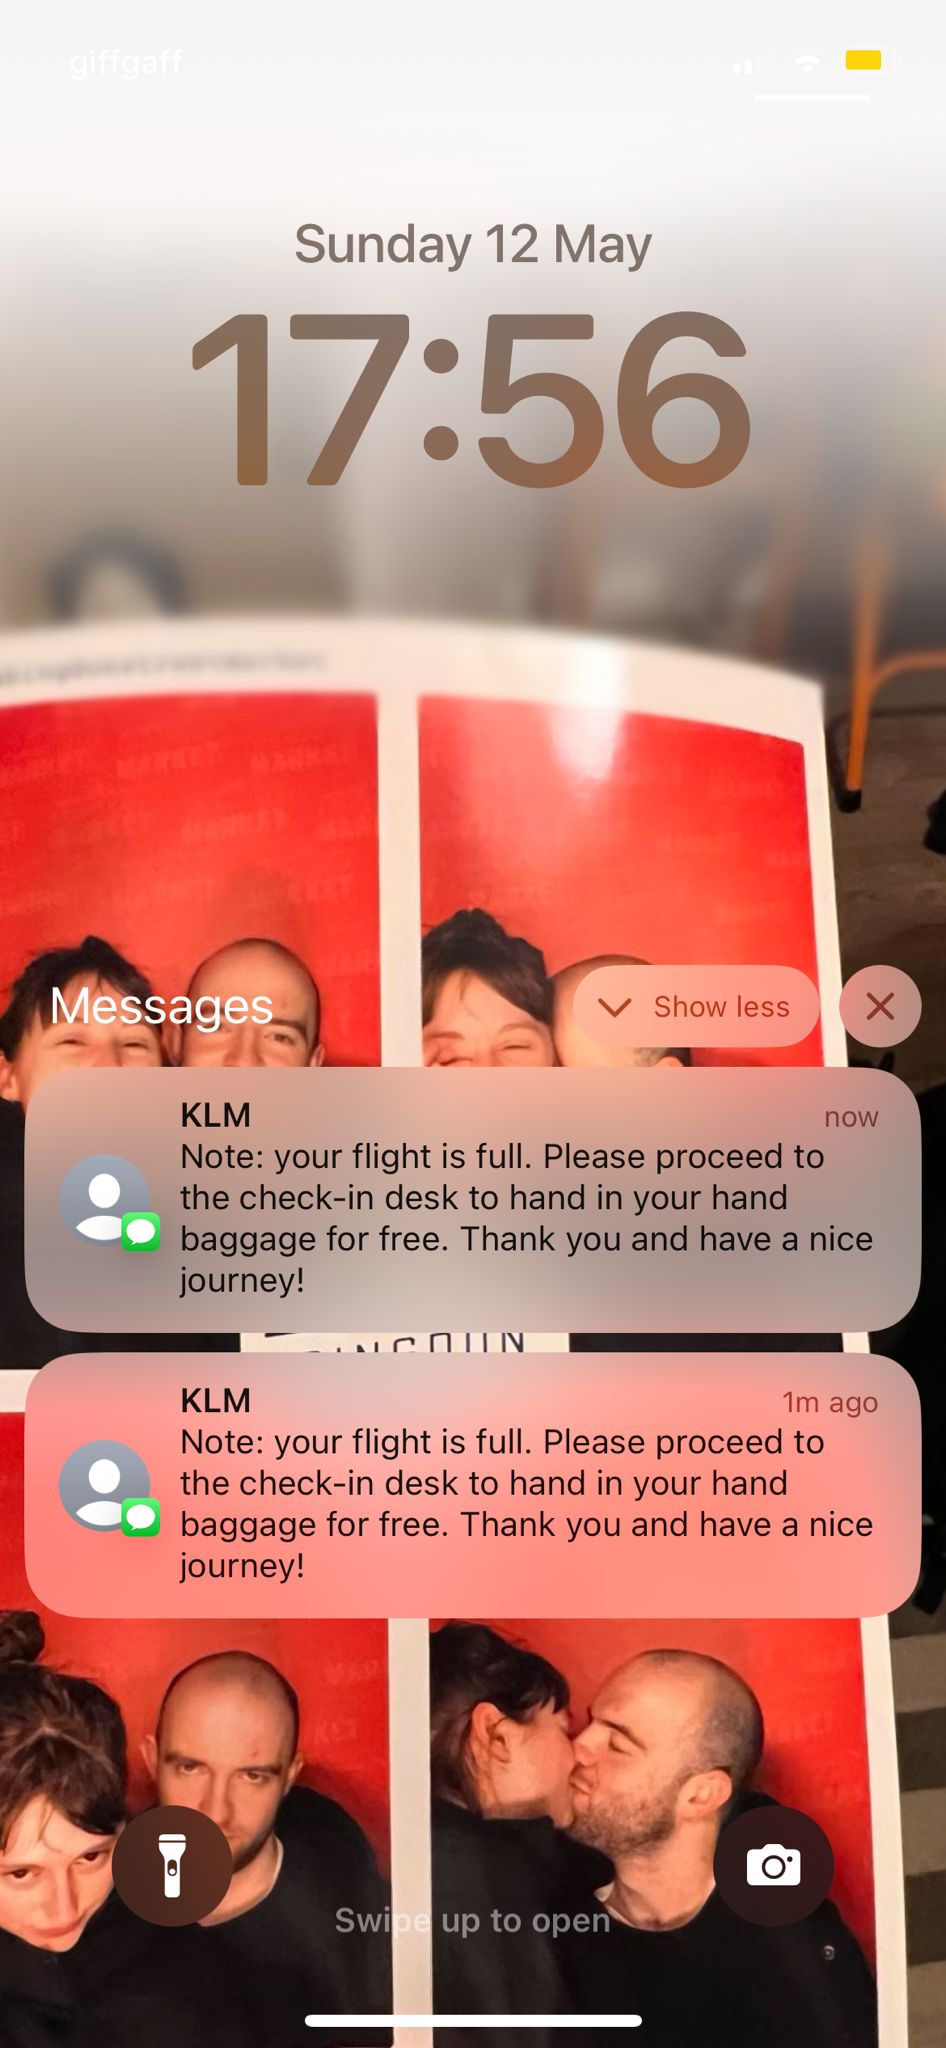 giffgaff
Sunday 12 May
17:56
Messages
Show less
KLM
now
Note: your flight is full. Please proceed to
the check-in desk to hand in your hand
baggage for free. Thank you and have a nice
journey!
KLM
1m ago
Note: your flight is full. Please proceed to
the check-in desk to hand in your hand
baggage for free. Thank you and have a nice
journey!
Swipe up to open